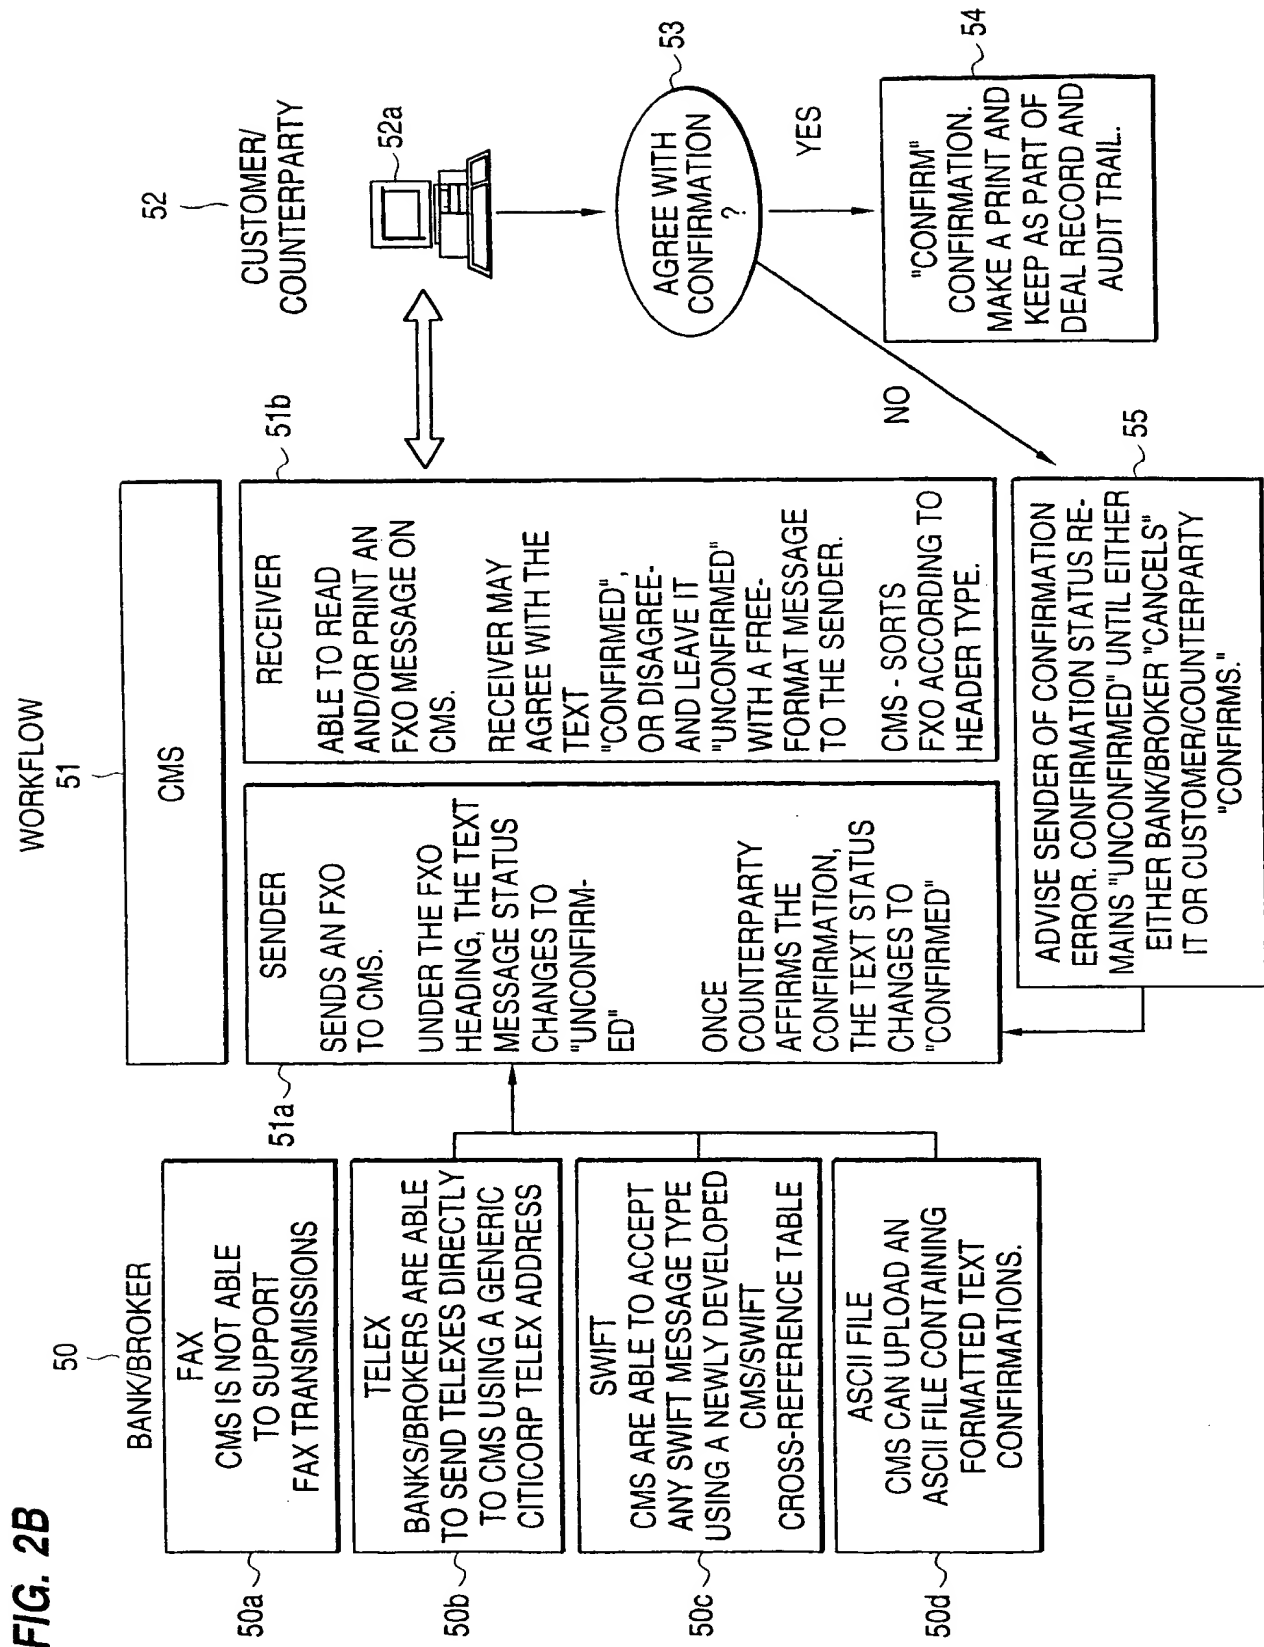 FIG. 2B
WORKFLOW
50
BANK/BROKER
50a
FAX
CMS IS NOT ABLE
TO SUPPORT
FAX TRANSMISSIONS
50b
TELEX
BANKS/BROKERS ARE ABLE
TO SEND TELEXES DIRECTLY
TO CMS USING A GENERIC
CITICORP TELEX ADDRESS
50c
SWIFT
CMS ARE ABLE TO ACCEPT
ANY SWIFT MESSAGE TYPE
USING A NEWLY DEVELOPED
CMS/SWIFT
CROSS-REFERENCE TABLE
50d
ASCII FILE
CMS CAN UPLOAD AN
ASCII FILE CONTAINING
FORMATTED TEXT
CONFIRMATIONS.
51
CMS
51a
SENDER
SENDS AN FXO
TO CMS.
UNDER THE FXO
HEADING, THE TEXT
MESSAGE STATUS
CHANGES TO
"UNCONFIRM-
ED"
ONCE
COUNTERPARTY
AFFIRMS THE
CONFIRMATION,
THE TEXT STATUS
CHANGES TO
"CONFIRMED"
51b
RECEIVER
ABLE TO READ
AND/OR PRINT AN
FXO MESSAGE ON
CMS.
RECEIVER MAY
AGREE WITH THE
TEXT
"CONFIRMED",
OR DISAGREE-
AND LEAVE IT
"UNCONFIRMED"
WITH A FREE-
FORMAT MESSAGE
TO THE SENDER.
CMS - SORTS
FXO ACCORDING TO
HEADER TYPE.
52
CUSTOMER/
COUNTERPARTY
52a
53
AGREE WITH
CONFIRMATION
?
YES
NO
54
"CONFIRM"
CONFIRMATION.
MAKE A PRINT AND
KEEP AS PART OF
DEAL RECORD AND
AUDIT TRAIL.
55
ADVISE SENDER OF CONFIRMATION
ERROR. CONFIRMATION STATUS RE-
MAINS "UNCONFIRMED" UNTIL EITHER
EITHER BANK/BROKER "CANCELS"
IT OR CUSTOMER/COUNTERPARTY
"CONFIRMS."